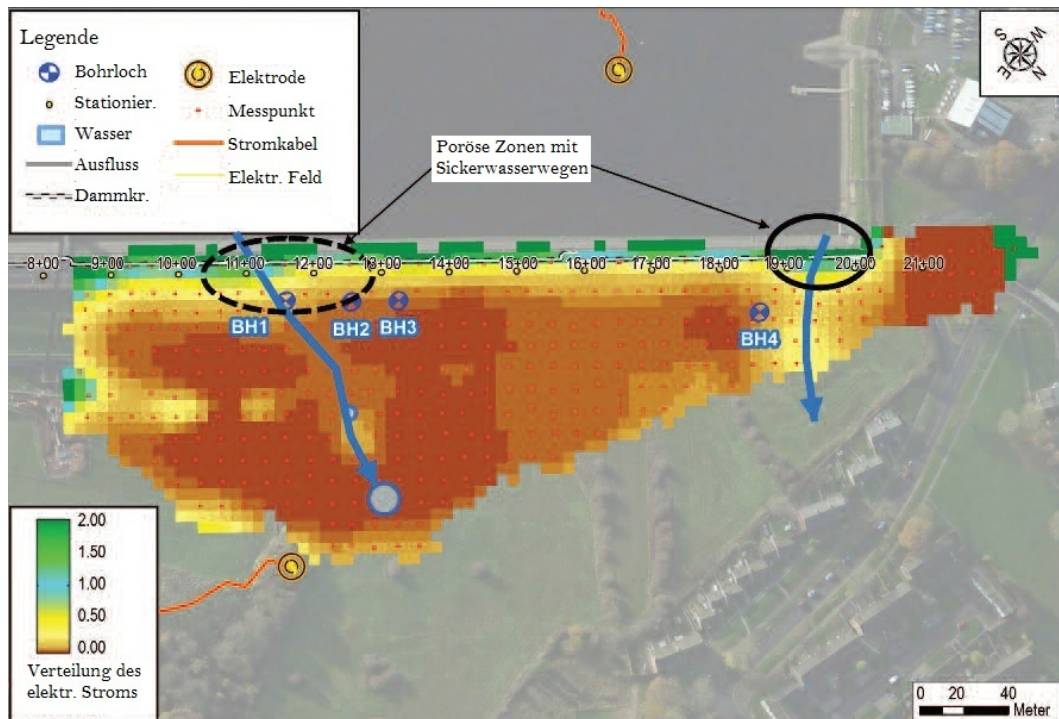 Legende
Bohrloch
Stationier.
Wasser
Ausfluss
Dammkr.
Elektrode
Messpunkt
Stromkabel
Elektr. Feld
Poröse Zonen mit
Sickerwasserwegen
S W
E N
8+00 9+00 10+00 11+00 12+00 13+00 14+00 15+00 16+00 17+00 18+00 19+00 20+00 21+00
BH1 BH2 BH3 BH4
2.00
1.50
1.00
0.50
0.00
Verteilung des
elektr. Stroms
0 20 40
Meter